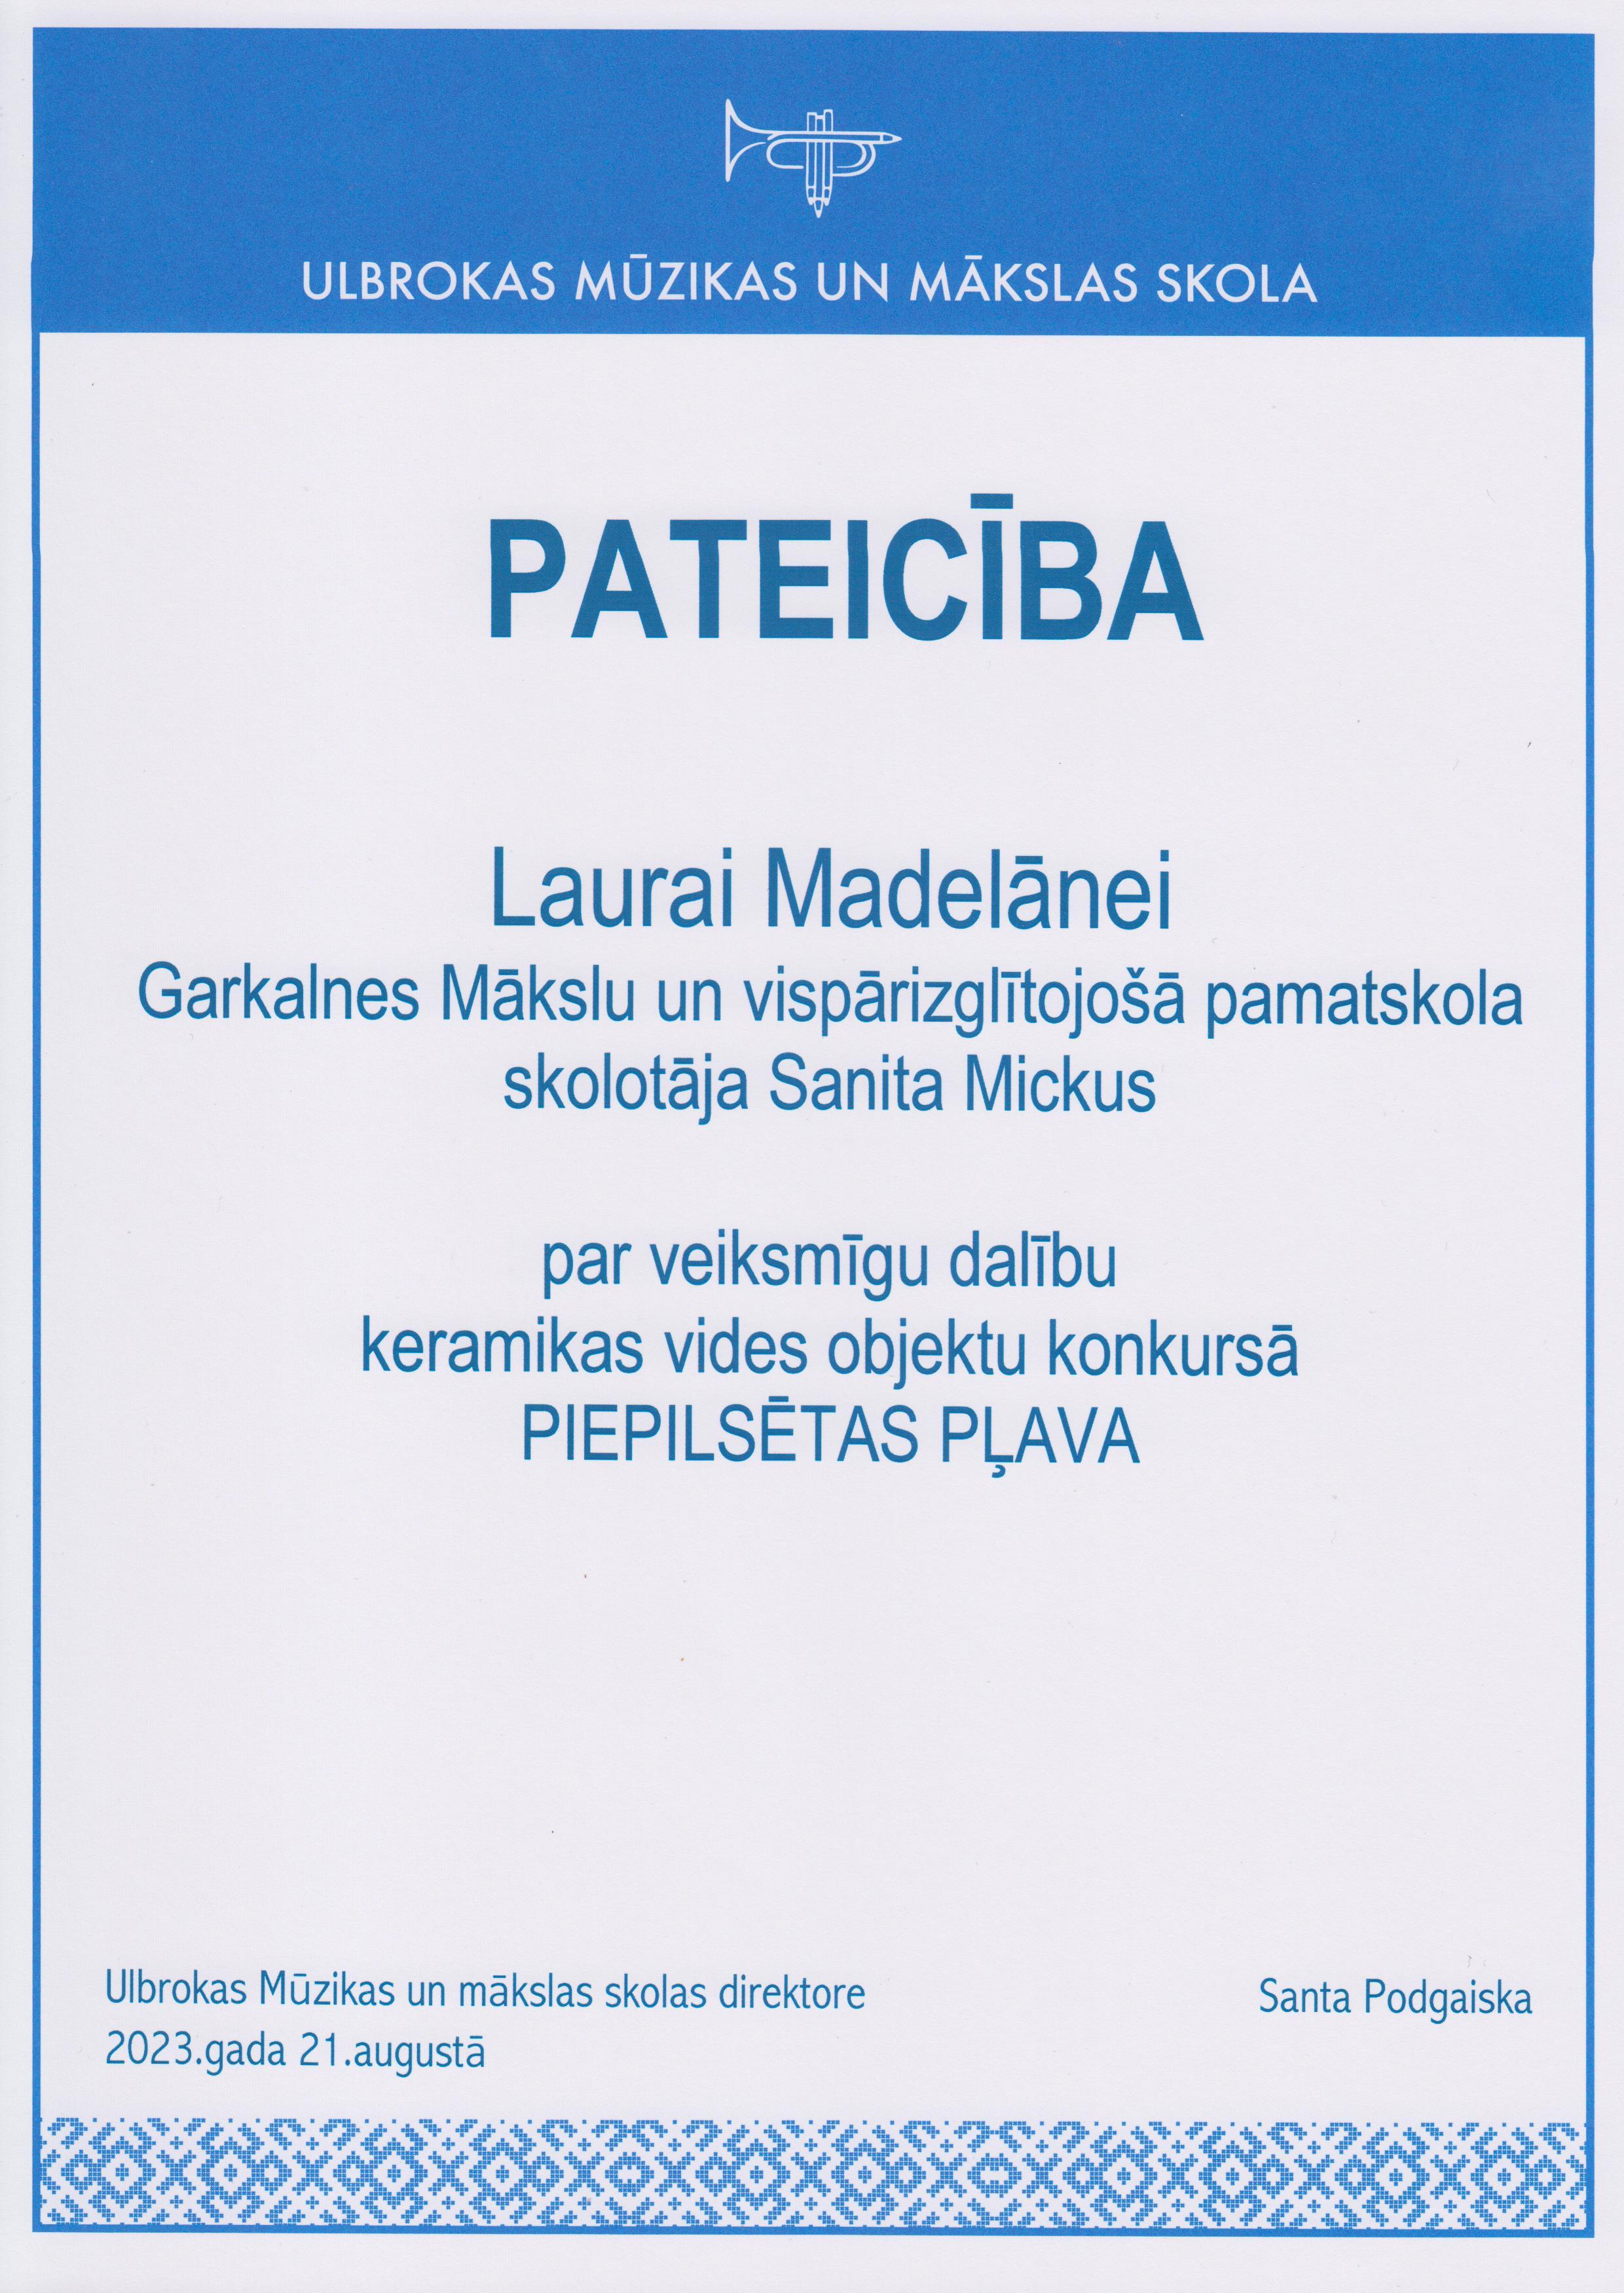 ULBROKAS MŪZIKAS UN MĀKSLAS SKOLA
PATEICĪBA
Laurai Madelānei
Garkalnes Mākslu un vispārizglītojošā pamatskola
skolotāja Sanita Mickus
par veiksmīgu dalību
keramikas vides objektu konkursā
PIEPILSĒTAS PĻAVA
Ulbrokas Mūzikas un mākslas skolas direktore
Santa Podgaiska
2023.gada 21.augustā